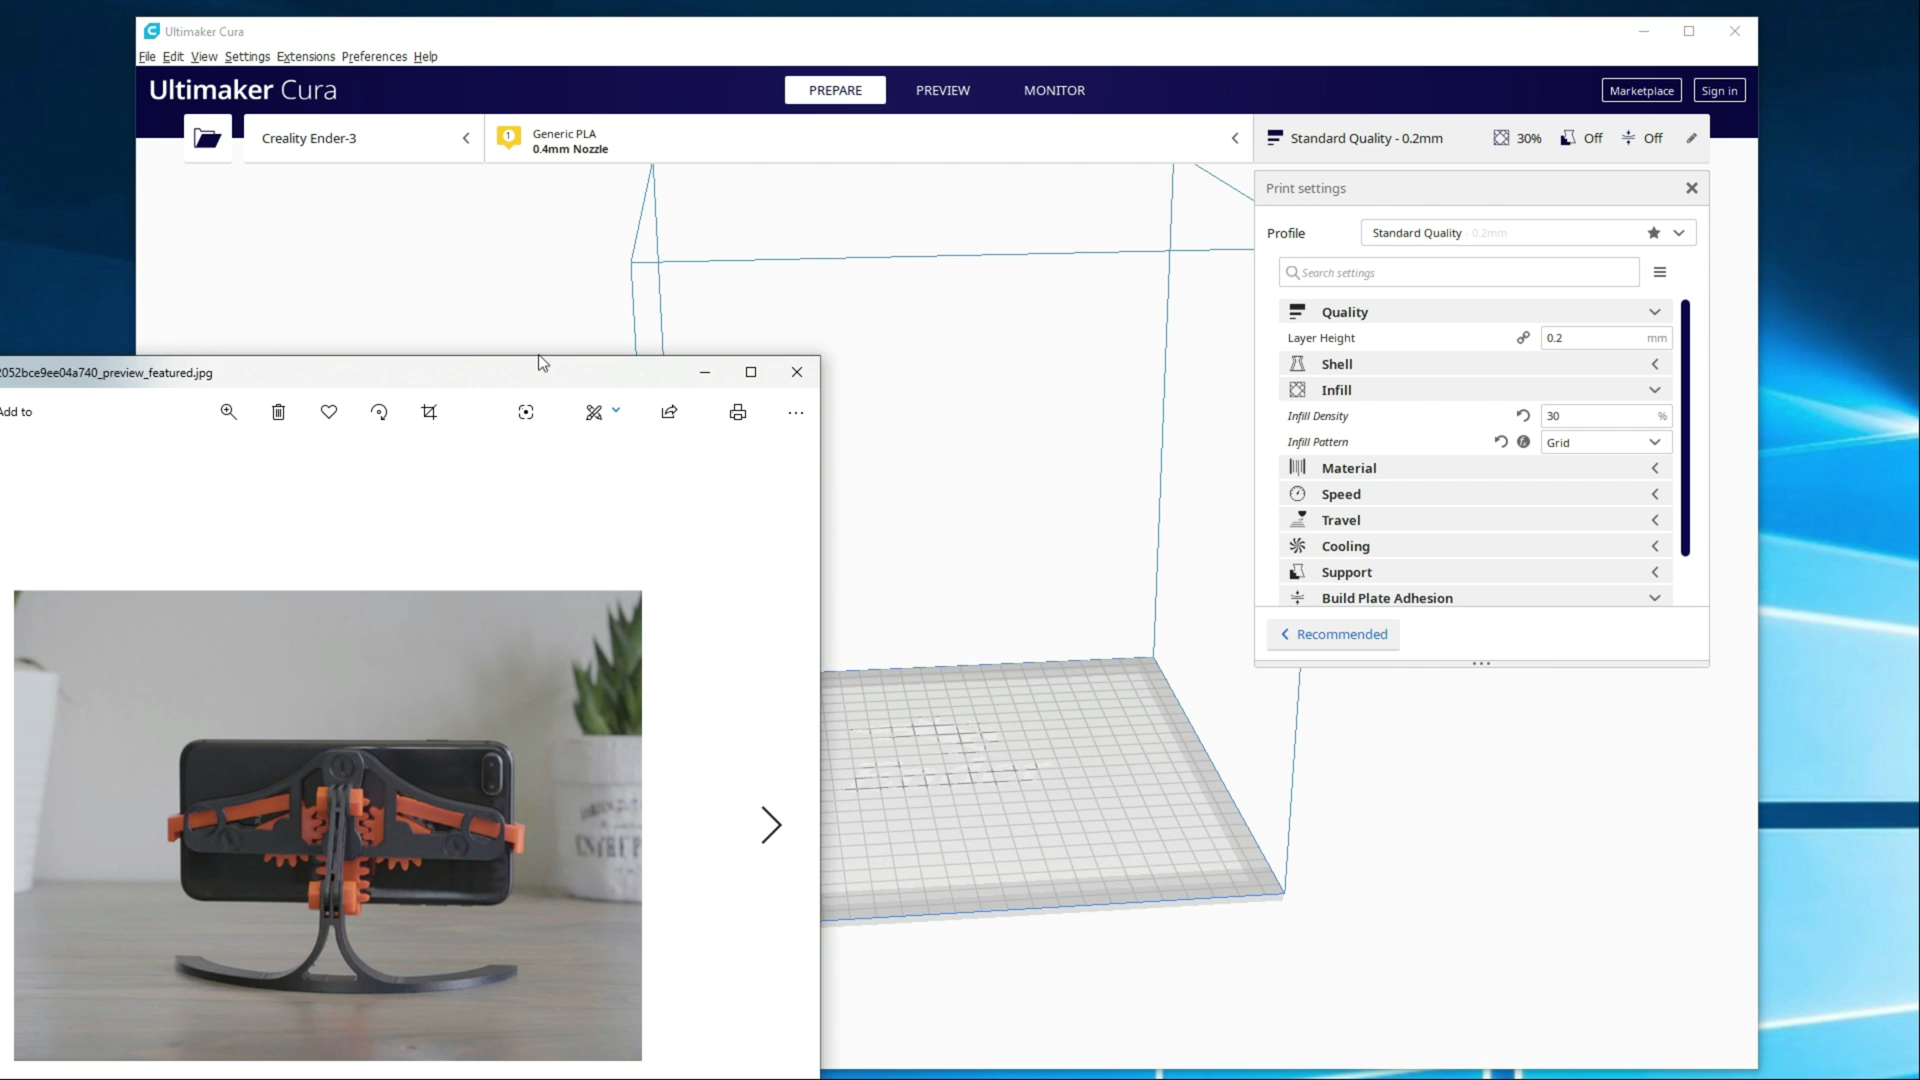 Ultimaker Cura
File Edit View Settings Extensions Preferences Help
Ultimaker Cura
PREPARE PREVIEW MONITOR
Marketplace Sign in
Creality Ender-3
1 Generic PLA
0.4mm Nozzle
Standard Quality - 0.2mm 30% Off Off
Print settings
Profile Standard Quality - 0.2mm
Search settings
Quality
Layer Height 0.2 mm
Shell
Infill
Infill Density 30 %
Infill Pattern Grid
Material
Speed
Travel
Cooling
Support
Build Plate Adhesion
Recommended
2052bce9ee04a740_preview_featured.jpg
Add to